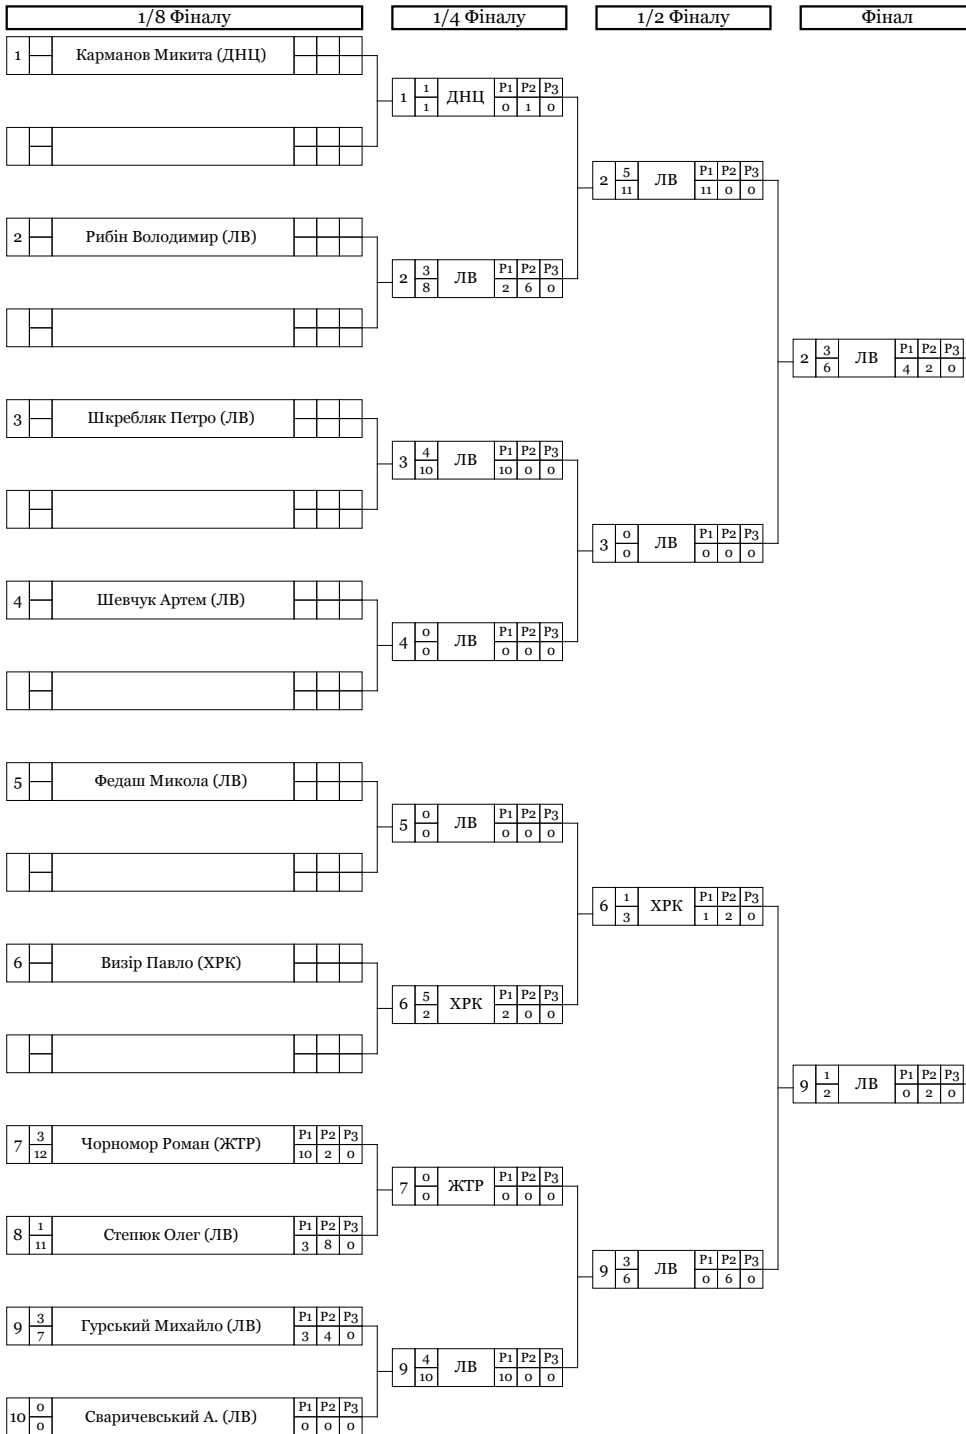 1/8 Фіналу 1/4 Фіналу 1/2 Фіналу Фінал
1 Карманов Микита (ДНЦ)
1 1 ДНЦ P1 P2 P3
1 0 1 0
2 5 ЛВ P1 P2 P3
11 11 0 0
2 Рибін Володимир (ЛВ)
2 3 ЛВ P1 P2 P3
8 2 6 0
2 3 ЛВ P1 P2 P3
6 4 2 0
3 Шкребляк Петро (ЛВ)
3 4 ЛВ P1 P2 P3
10 10 0 0
3 0 ЛВ P1 P2 P3
0 0 0 0
4 Шевчук Артем (ЛВ)
4 0 ЛВ P1 P2 P3
0 0 0 0
5 Федаш Микола (ЛВ)
5 0 ЛВ P1 P2 P3
0 0 0 0
6 1 ХРК P1 P2 P3
3 1 2 0
6 Визір Павло (ХРК)
6 5 ХРК P1 P2 P3
2 2 0 0
9 1 ЛВ P1 P2 P3
2 0 2 0
7 3 Чорномор Роман (ЖТР) P1 P2 P3
12 10 2 0
7 0 ЖТР P1 P2 P3
0 0 0 0
8 1 Степюк Олег (ЛВ) P1 P2 P3
11 3 8 0
9 3 ЛВ P1 P2 P3
6 0 6 0
9 3 Гурський Михайло (ЛВ) P1 P2 P3
7 3 4 0
9 4 ЛВ P1 P2 P3
10 10 0 0
10 0 Сваричевський А. (ЛВ) P1 P2 P3
0 0 0 0